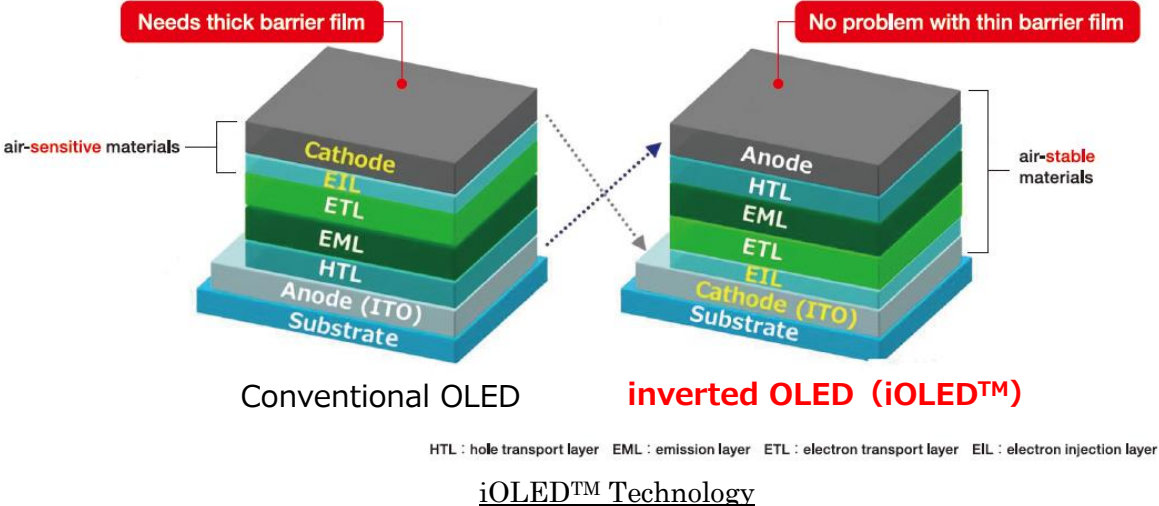 Needs thick barrier film
No problem with thin barrier film
air-sensitive materials
Cathode
EIL
ETL
EML
HTL
Anode (ITO)
Substrate
Anode
HTL
EML
ETL
EIL
Cathode (ITO)
Substrate
air-stable
materials
Conventional OLED
inverted OLED（iOLED™）
HTL：hole transport layer EML：emission layer ETL：electron transport layer EIL：electron injection layer
iOLED™ Technology